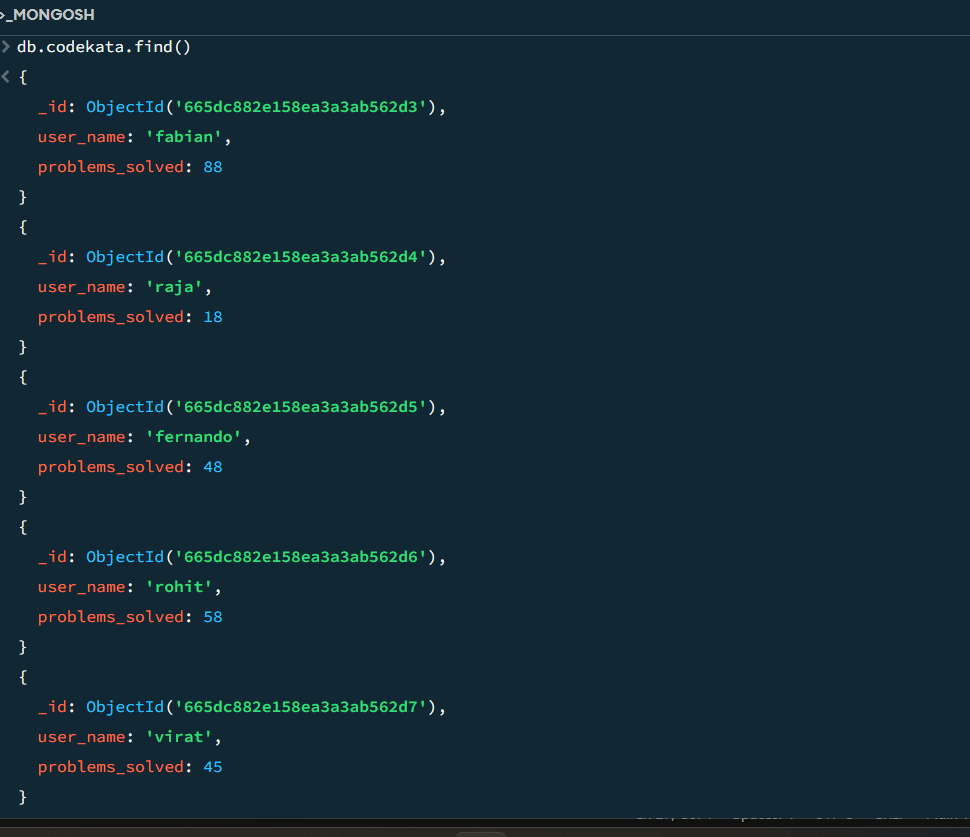 >_MONGOSH
> db.codekata.find()
< {
_id: ObjectId('665dc882e158ea3a3ab562d3'),
user_name: 'fabian',
problems_solved: 88
}
{
_id: ObjectId('665dc882e158ea3a3ab562d4'),
user_name: 'raja',
problems_solved: 18
}
{
_id: ObjectId('665dc882e158ea3a3ab562d5'),
user_name: 'fernando',
problems_solved: 48
}
{
_id: ObjectId('665dc882e158ea3a3ab562d6'),
user_name: 'rohit',
problems_solved: 58
}
{
_id: ObjectId('665dc882e158ea3a3ab562d7'),
user_name: 'virat',
problems_solved: 45
}